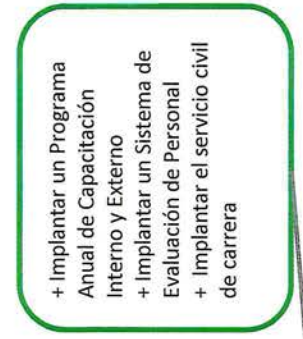 + Implantar un Programa
Anual de Capacitación
Interno y Externo
+ Implantar un Sistema de
Evaluación de Personal
+ Implantar el servicio civil
de carrera